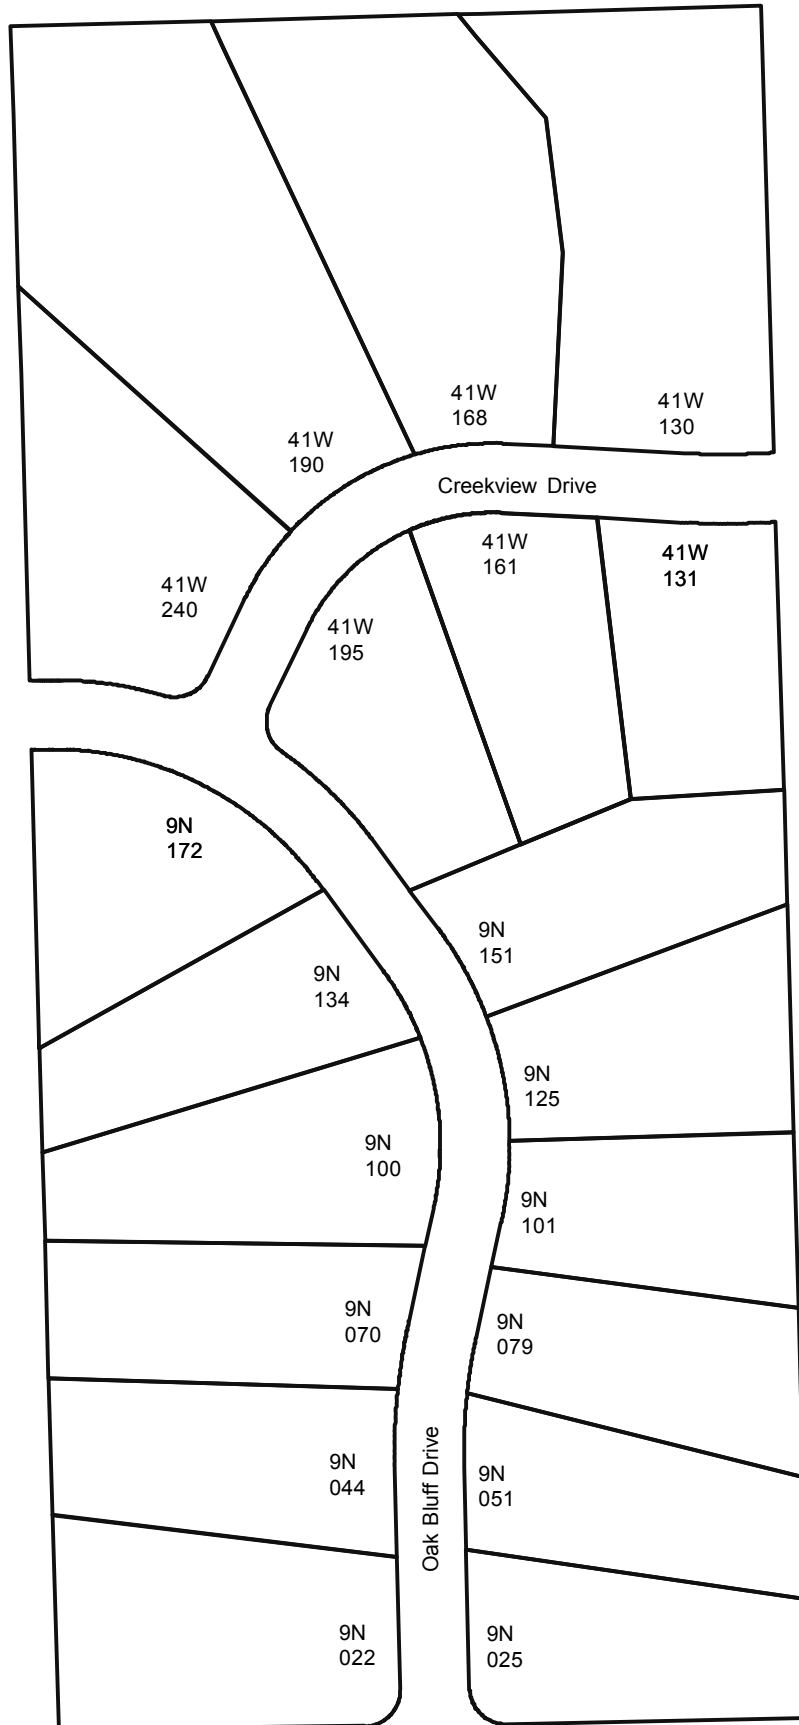 41W
168
41W
130
41W
190
Creekview Drive
41W
161
41W
131
41W
240
41W
195
9N
172
9N
151
9N
134
9N
125
9N
100
9N
101
9N
070
9N
079
Oak Bluff Drive
9N
044
9N
051
9N
022
9N
025